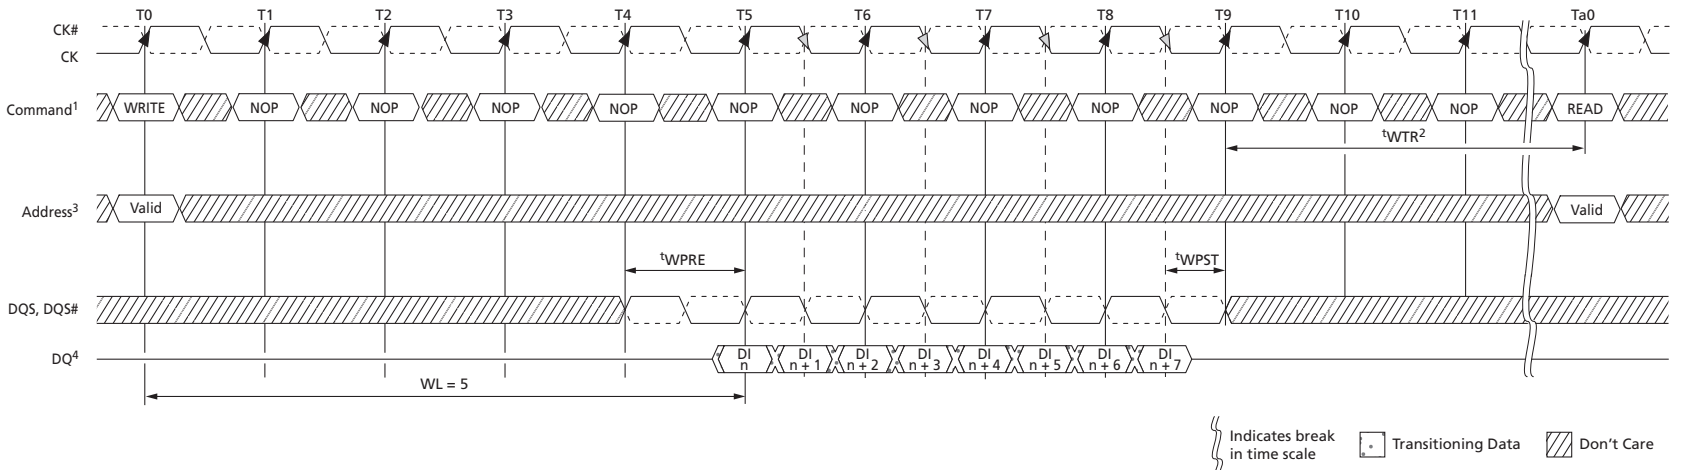 T0 T1 T2 T3 T4 T5 T6 T7 T8 T9 T10 T11 Ta0
CK#
CK
Command¹ WRITE NOP NOP NOP NOP NOP NOP NOP NOP NOP NOP NOP READ
ᵗWTR²
Address³ Valid Valid
ᵗWPRE ᵗWPST
DQS, DQS#
DQ⁴ DI n DI n + 1 DI n + 2 DI n + 3 DI n + 4 DI n + 5 DI n + 6 DI n + 7
WL = 5
Indicates break
in time scale
Transitioning Data
Don't Care